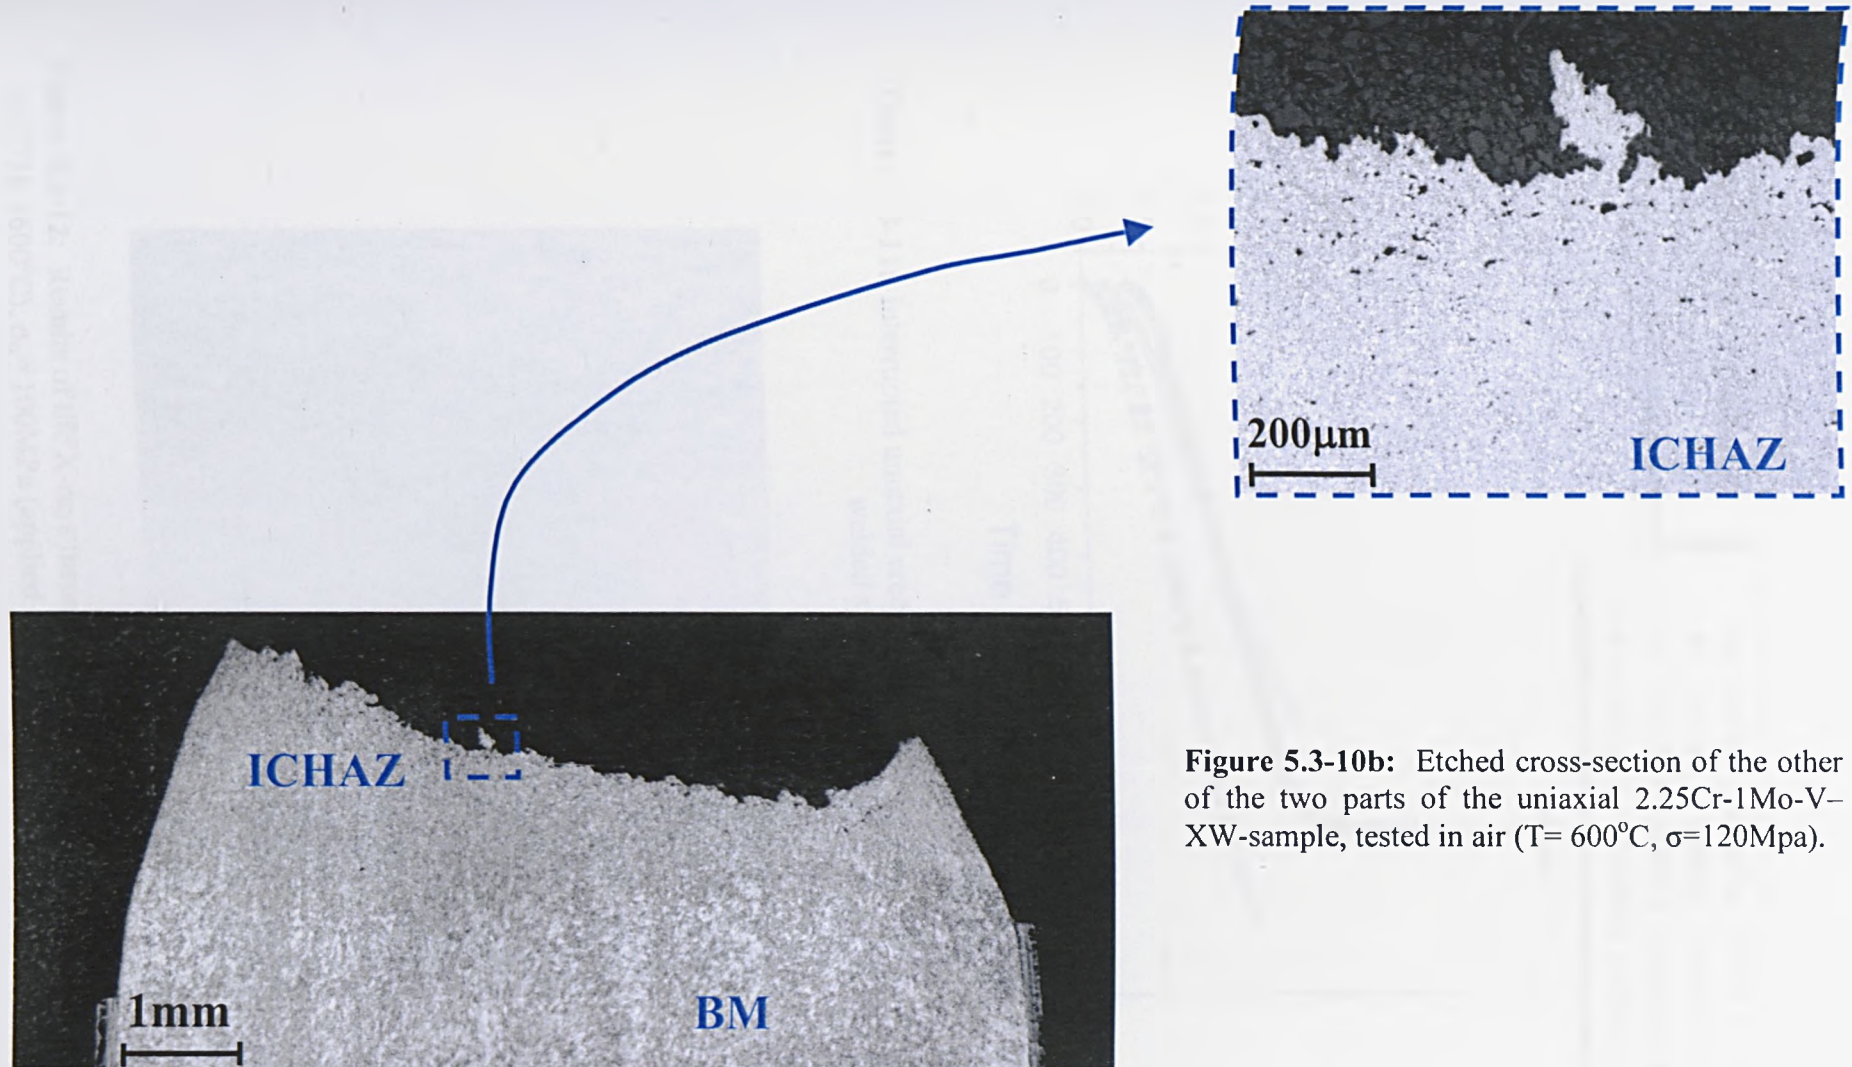 200μm
ICHAZ
ICHAZ
1mm
BM
Figure 5.3-10b: Etched cross-section of the other
of the two parts of the uniaxial 2.25Cr-1Mo-V–
XW-sample, tested in air (T= 600°C, σ=120Mpa).